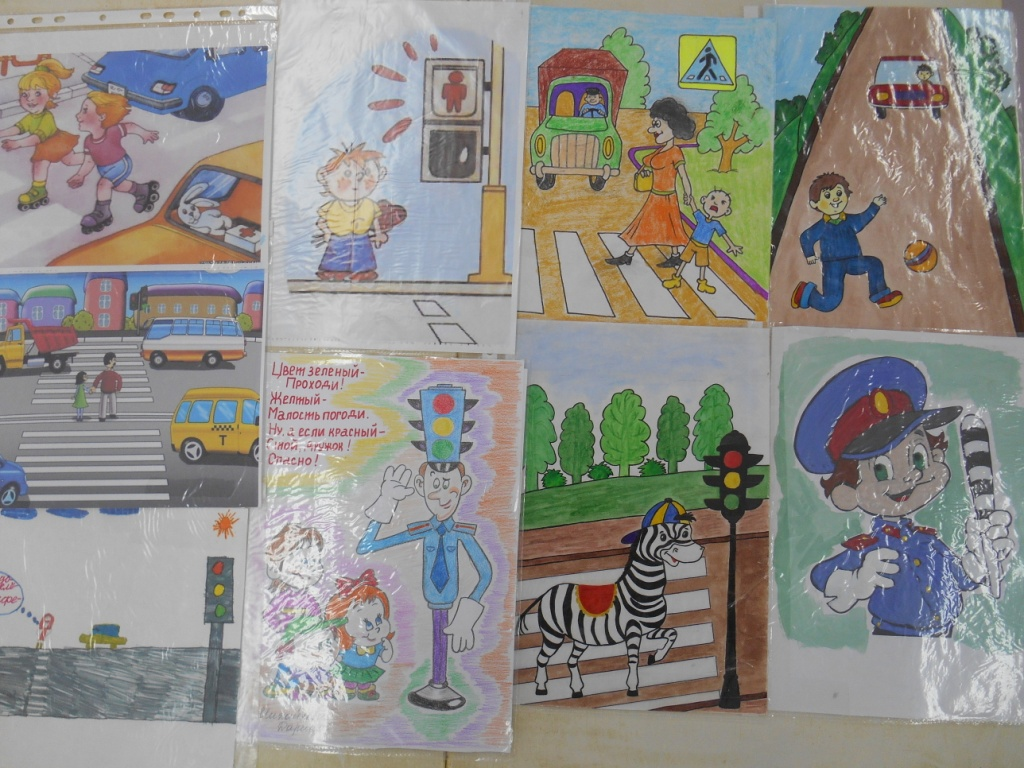 Цвет зеленый-
Проходи!
Желтый-
Малость погоди.
Ну, а если красный-
Стой, дружок!
Опасно!
Т